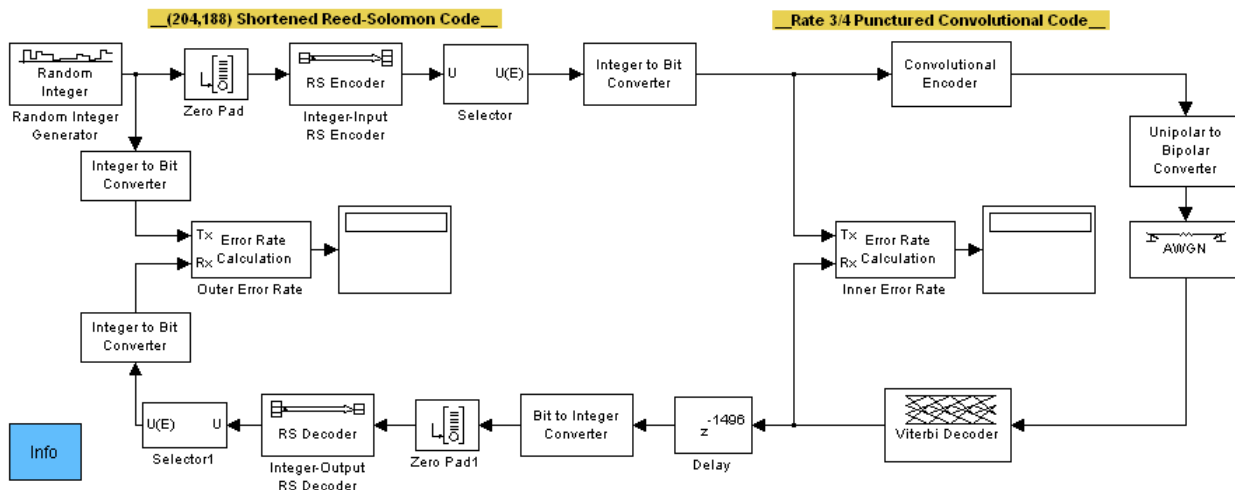 __(204,188) Shortened Reed-Solomon Code__
__Rate 3/4 Punctured Convolutional Code__
Random
Integer
Random Integer
Generator
Zero Pad
RS Encoder
Integer-Input
RS Encoder
U U(E)
Selector
Integer to Bit
Converter
Convolutional
Encoder
Unipolar to
Bipolar
Converter
AWGN
Integer to Bit
Converter
Tx
Rx
Error Rate
Calculation
Outer Error Rate
Tx
Rx
Error Rate
Calculation
Inner Error Rate
Integer to Bit
Converter
U(E) U
Selector1
RS Decoder
Integer-Output
RS Decoder
Zero Pad1
Bit to Integer
Converter
z-1496
Delay
Viterbi Decoder
Info